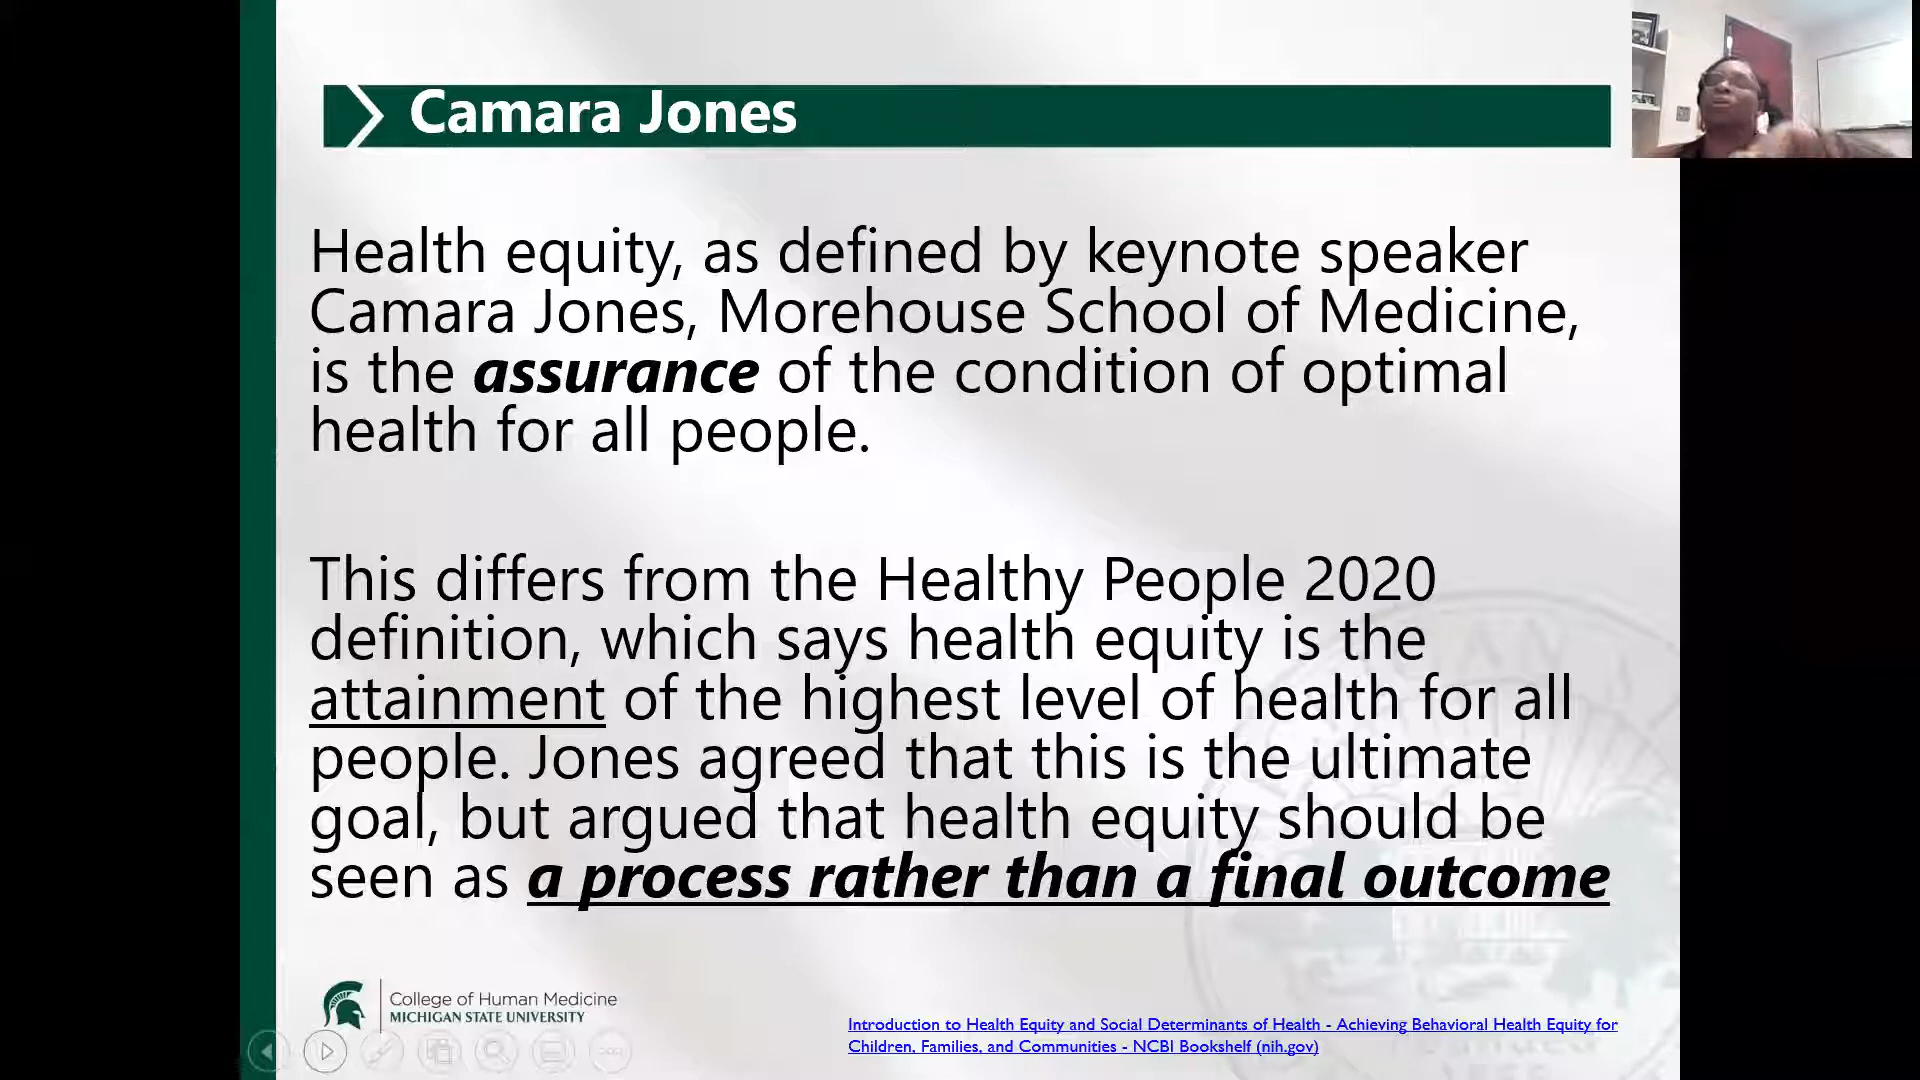 Camara Jones
Health equity, as defined by keynote speaker
Camara Jones, Morehouse School of Medicine,
is the assurance of the condition of optimal
health for all people.
This differs from the Healthy People 2020
definition, which says health equity is the
attainment of the highest level of health for all
people. Jones agreed that this is the ultimate
goal, but argued that health equity should be
seen as a process rather than a final outcome
College of Human Medicine
MICHIGAN STATE UNIVERSITY
Introduction to Health Equity and Social Determinants of Health - Achieving Behavioral Health Equity for
Children, Families, and Communities - NCBI Bookshelf (nih.gov)